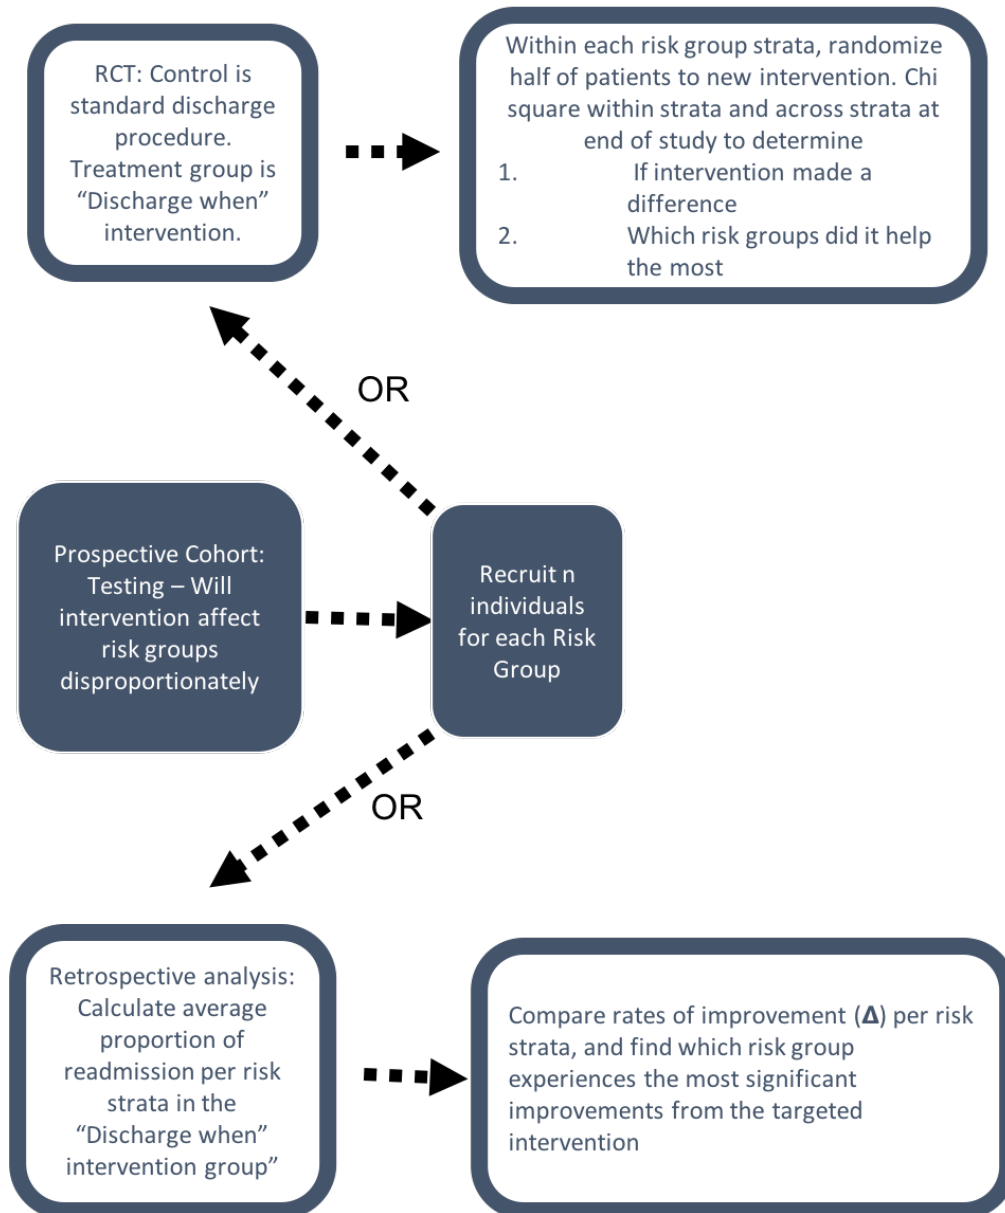 RCT: Control is
standard discharge
procedure.
Treatment group is
“Discharge when”
intervention.
Within each risk group strata, randomize
half of patients to new intervention. Chi
square within strata and across strata at
end of study to determine
1. If intervention made a
difference
2. Which risk groups did it help
the most
OR
Prospective Cohort:
Testing – Will
intervention affect
risk groups
disproportionately
Recruit n
individuals
for each Risk
Group
OR
Retrospective analysis:
Calculate average
proportion of
readmission per risk
strata in the
“Discharge when”
intervention group”
Compare rates of improvement (Δ) per risk
strata, and find which risk group
experiences the most significant
improvements from the targeted
intervention